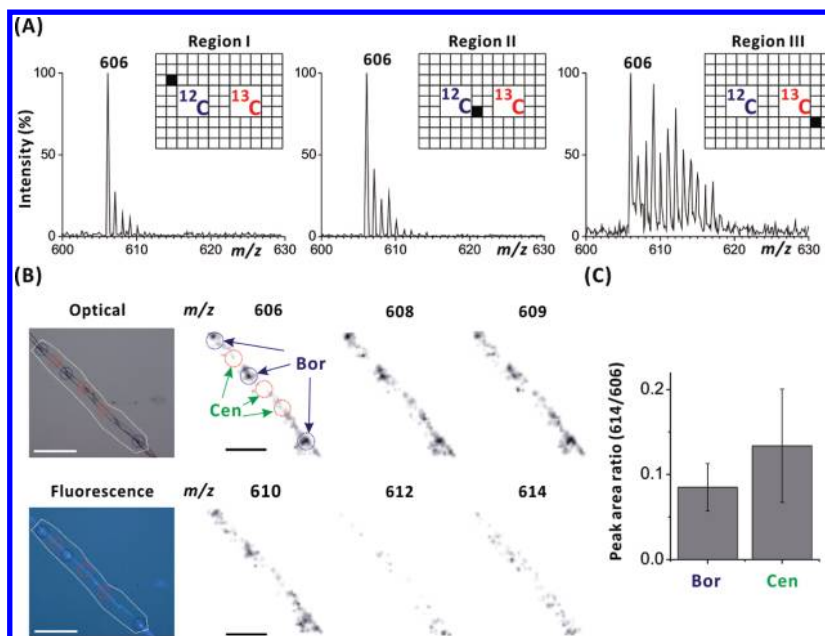 (A)
Region I
606
12C
13C
Region II
606
12C
13C
Region III
606
12C
13C
Intensity (%)
100
50
0
600
610
620
630
m/z
100
50
0
600
610
620
630
m/z
100
50
0
600
610
620
630
m/z
(B)
Optical
m/z
606
608
609
Bor
Cen
Fluorescence
m/z
610
612
614
(C)
Peak area ratio (614/606)
0.2
0.1
0.0
Bor
Cen